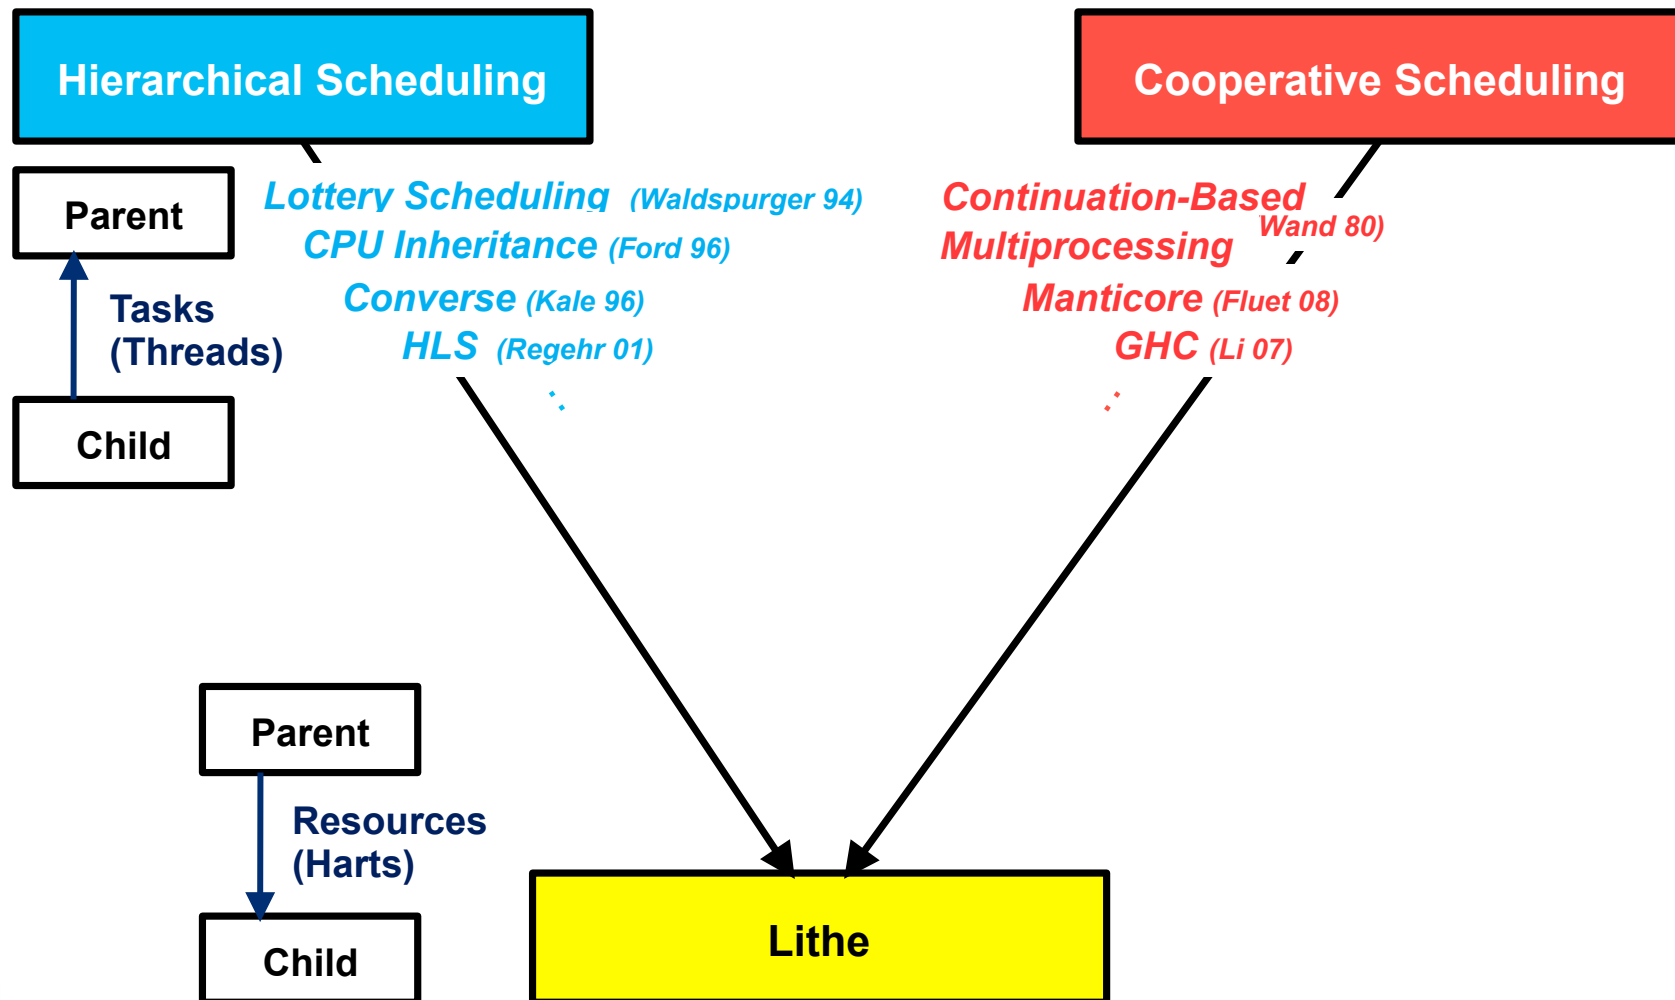 Hierarchical Scheduling
Cooperative Scheduling
Parent
Tasks
(Threads)
Child
Lottery Scheduling (Waldspurger 94)
CPU Inheritance (Ford 96)
Converse (Kale 96)
HLS (Regehr 01)
...
Continuation-Based
Multiprocessing Wand 80)
Manticore (Fluet 08)
GHC (Li 07)
...
Parent
Resources
(Harts)
Child
Lithe